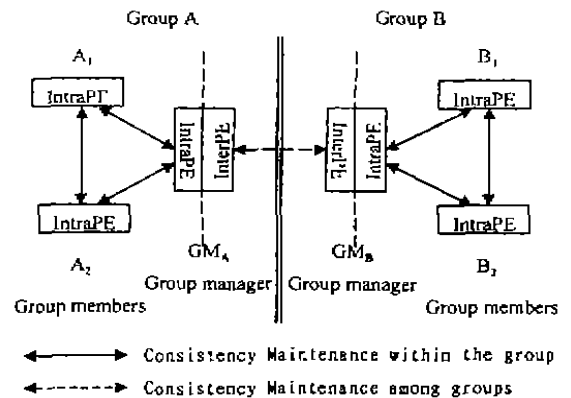 Group A
Group B
A1
B1
IntraPE
IntraPE
IntraPE
InterPE
InterPE
IntraPE
IntraPE
IntraPE
A2
GMA
GMB
B2
Group manager
Group manager
Group members
Group members
Consistency Maintenance within the group
Consistency Maintenance among groups